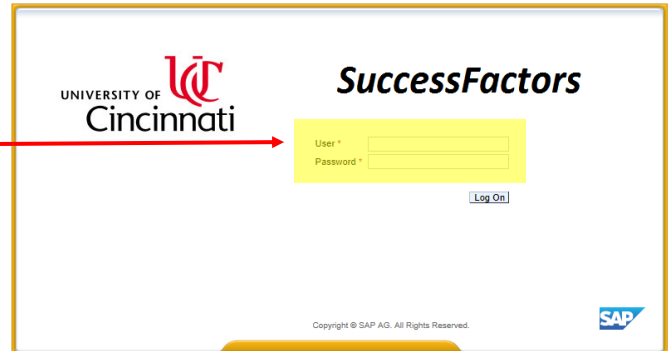 UNIVERSITY OF
UC
Cincinnati
SuccessFactors
User *
Password *
Log On
Copyright © SAP AG. All Rights Reserved.
SAP